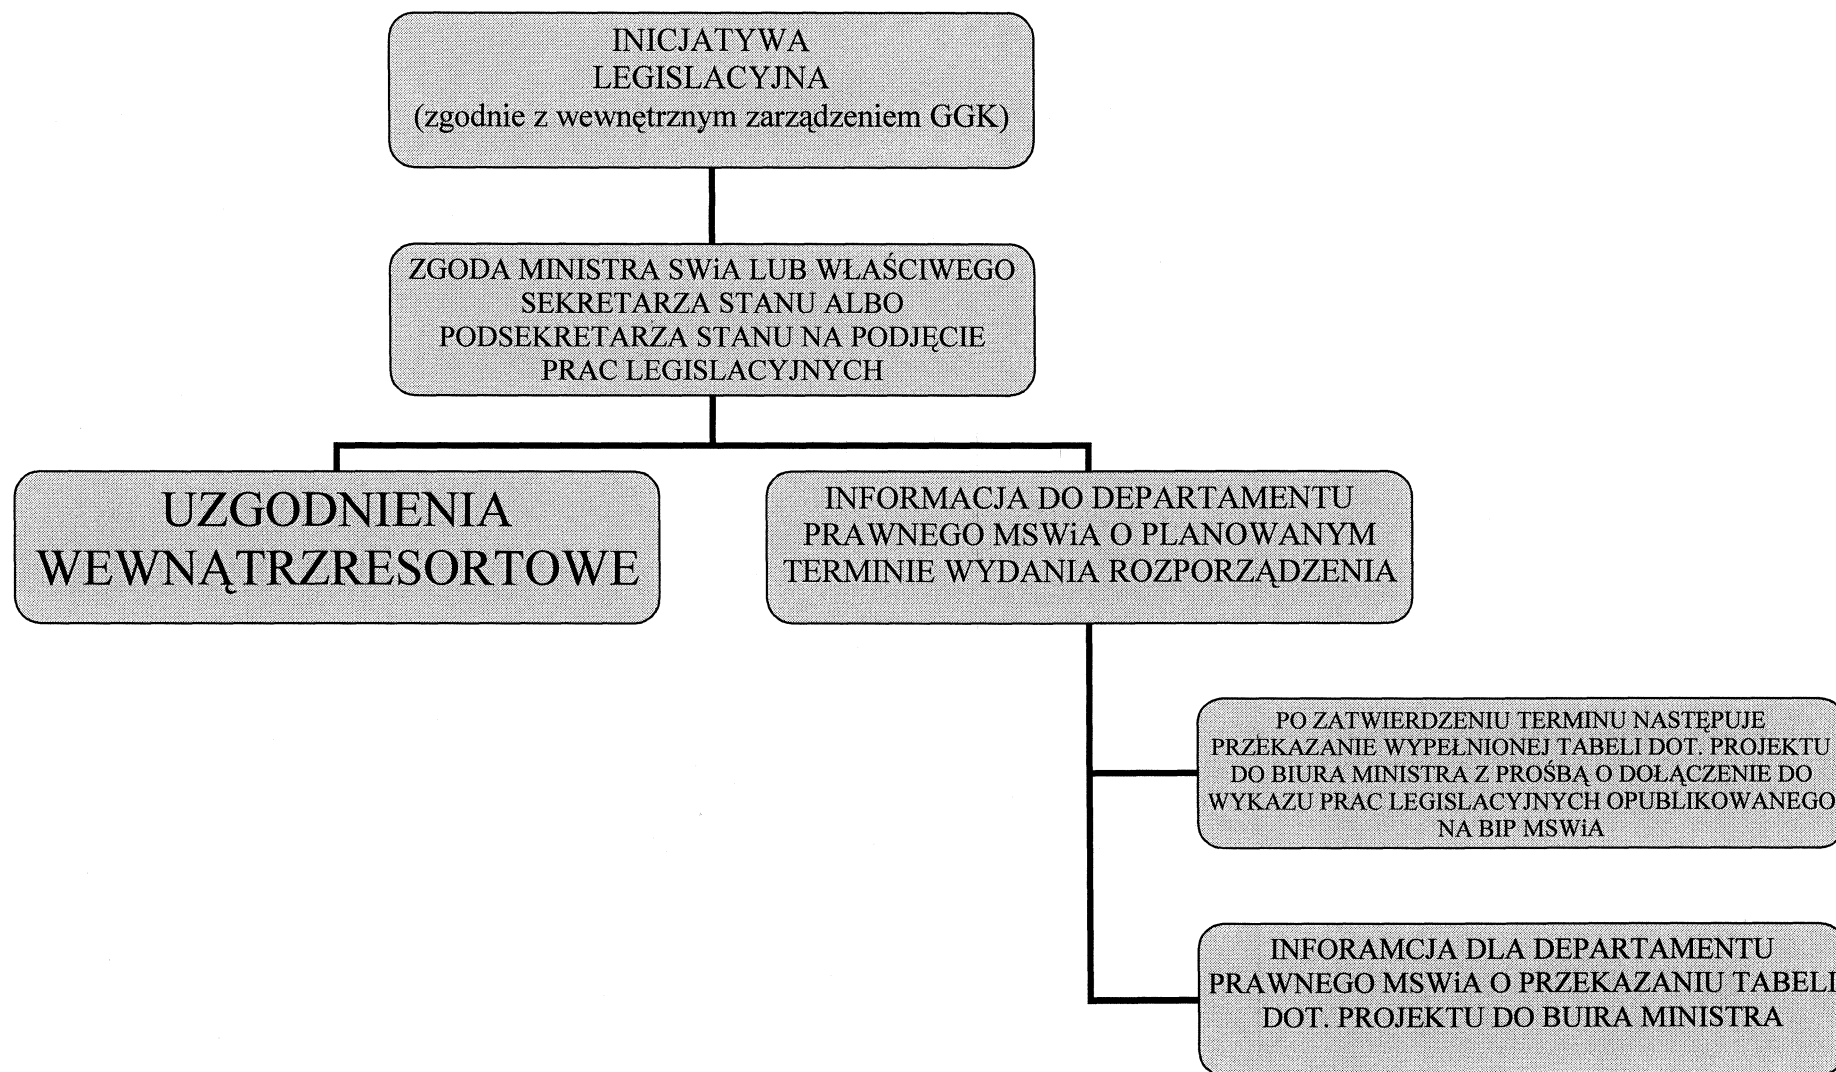 INICJATYWA
LEGISLACYJNA
(zgodnie z wewnętrznym zarządzeniem GGK)
ZGODA MINISTRA SWiA LUB WŁAŚCIWEGO
SEKRETARZA STANU ALBO
PODSEKRETARZA STANU NA PODJĘCIE
PRAC LEGISLACYJNYCH
UZGODNIENIA
WEWNĄTRZRESORTOWE
INFORMACJA DO DEPARTAMENTU
PRAWNEGO MSWiA O PLANOWANYM
TERMINIE WYDANIA ROZPORZĄDZENIA
PO ZATWIERDZENIU TERMINU NASTĘPUJE
PRZEKAZANIE WYPEŁNIONEJ TABELI DOT. PROJEKTU
DO BIURA MINISTRA Z PROŚBĄ O DOŁĄCZENIE DO
WYKAZU PRAC LEGISLACYJNYCH OPUBLIKOWANEGO
NA BIP MSWiA
INFORAMCJA DLA DEPARTAMENTU
PRAWNEGO MSWiA O PRZEKAZANIU TABELI
DOT. PROJEKTU DO BUIRA MINISTRA